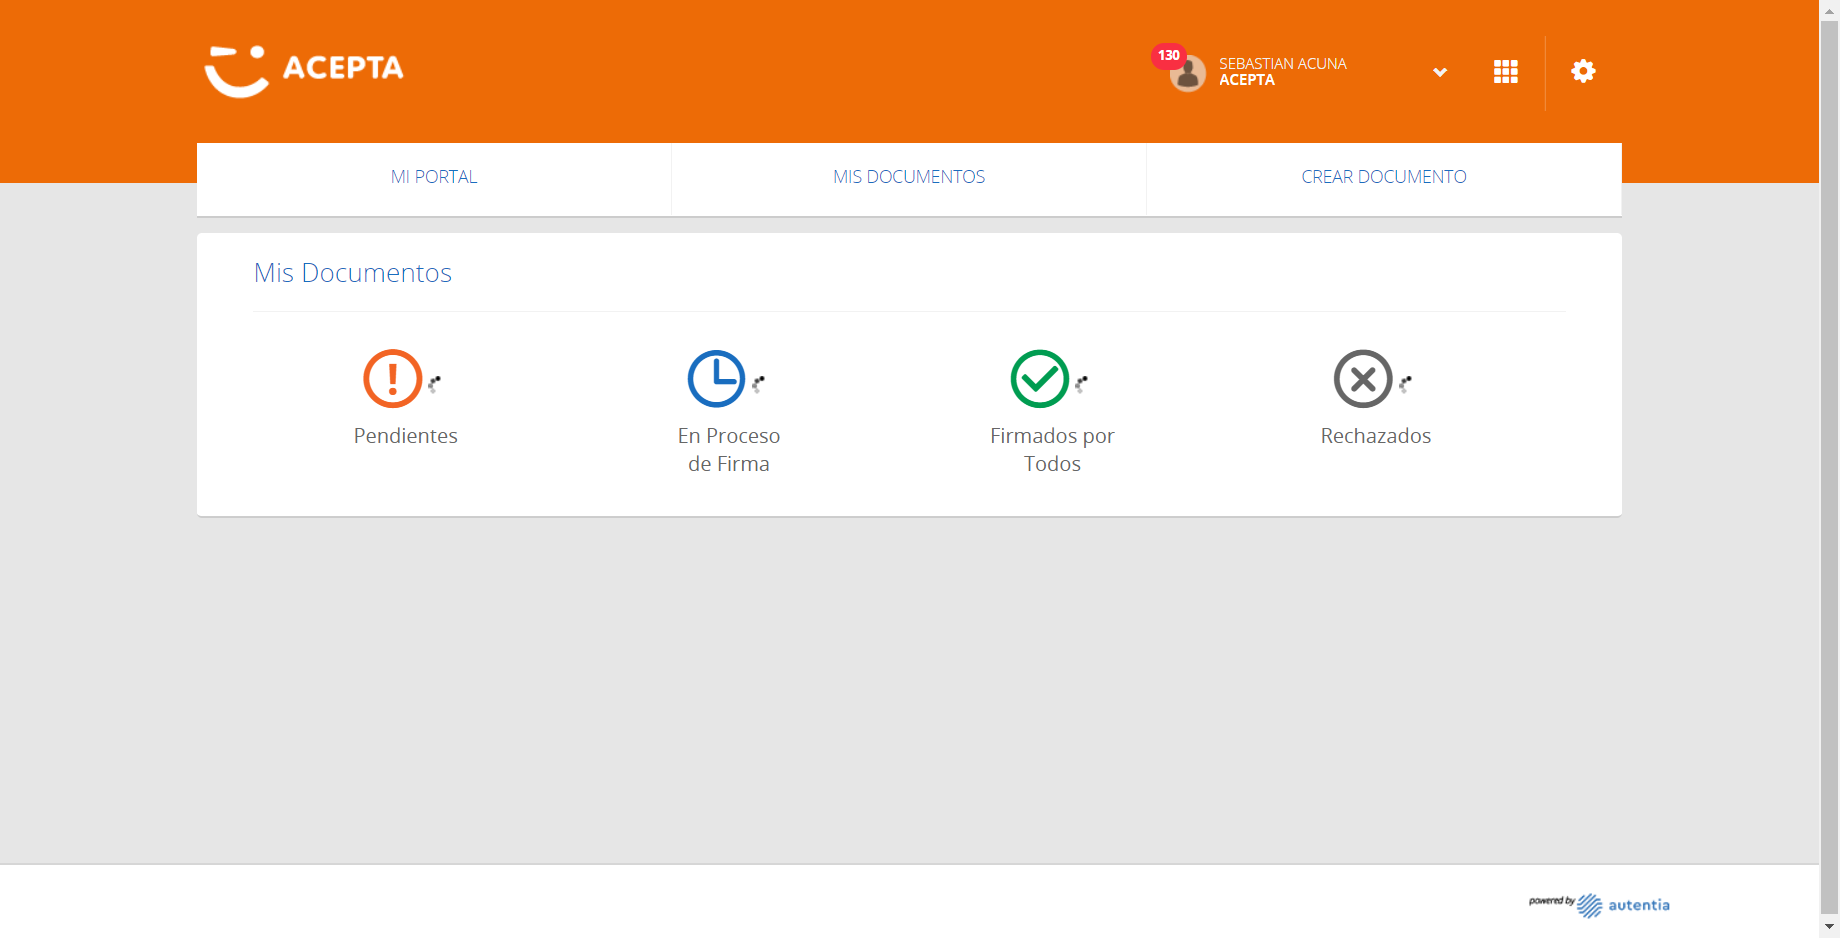 ACEPTA
130
SEBASTIAN ACUNA
ACEPTA
MI PORTAL
MIS DOCUMENTOS
CREAR DOCUMENTO
Mis Documentos
Pendientes
En Proceso
de Firma
Firmados por
Todos
Rechazados
powered by autentia